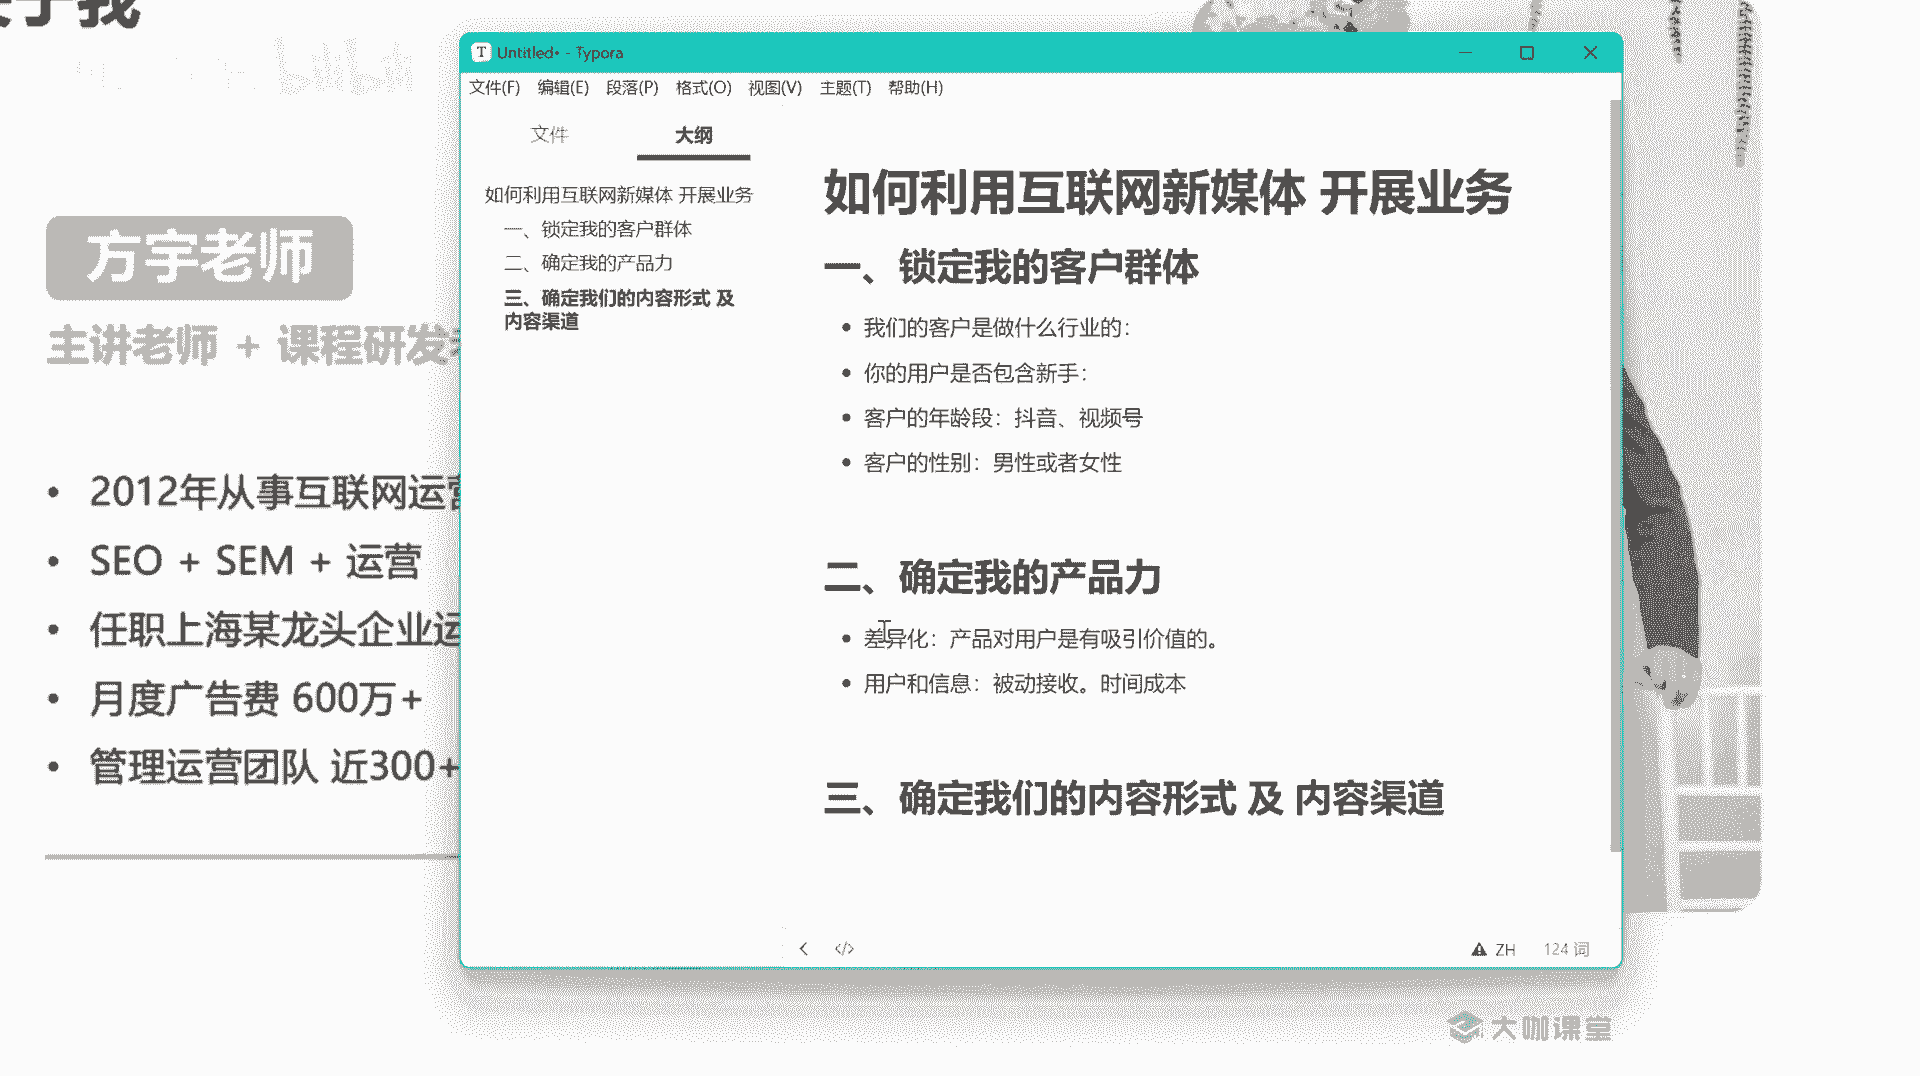 bilibili
方宇老师
主讲老师 + 课程研发
• 2012年从事互联网运营
• SEO + SEM + 运营
• 任职上海某龙头企业运
• 月度广告费 600万+
• 管理运营团队 近300+
Untitled• - Typora
文件(F) 编辑(E) 段落(P) 格式(O) 视图(V) 主题(T) 帮助(H)
文件 大纲
如何利用互联网新媒体 开展业务
一、锁定我的客户群体
二、确定我的产品力
三、确定我们的内容形式 及
内容渠道
如何利用互联网新媒体 开展业务
一、锁定我的客户群体
• 我们的客户是做什么行业的：
• 你的用户是否包含新手：
• 客户的年龄段：抖音、视频号
• 客户的性别：男性或者女性
二、确定我的产品力
• 差异化：产品对用户是有吸引价值的。
• 用户和信息：被动接收。时间成本
三、确定我们的内容形式 及 内容渠道
ZH 124 词
大咖课堂